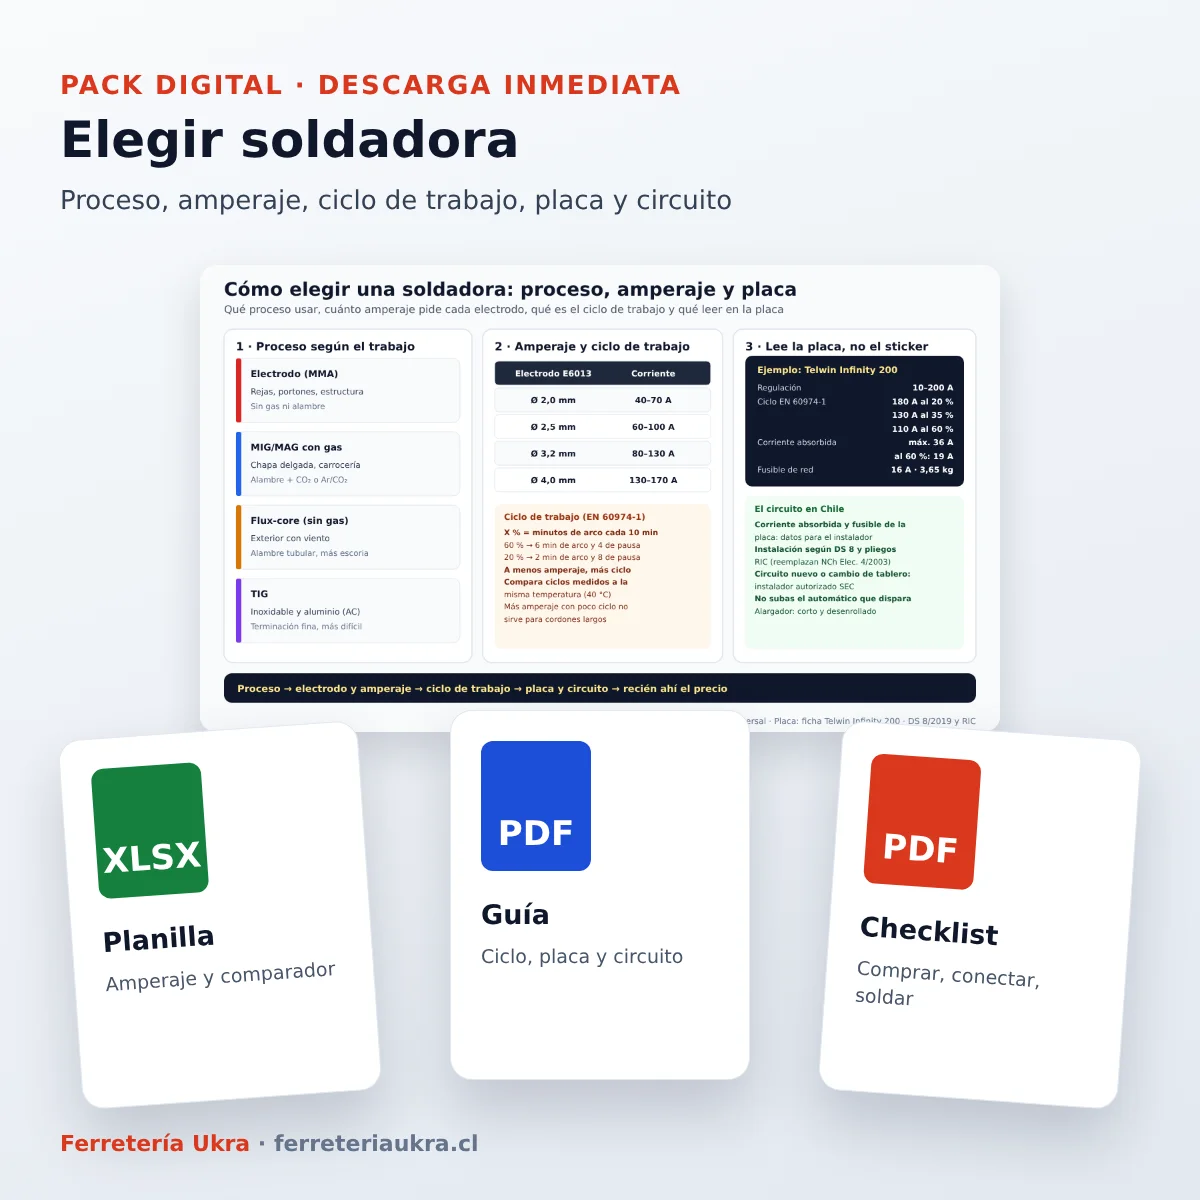 PACK DIGITAL · DESCARGA INMEDIATA
Elegir soldadora
Proceso, amperaje, ciclo de trabajo, placa y circuito
Cómo elegir una soldadora: proceso, amperaje y placa
Qué proceso usar, cuánto amperaje pide cada electrodo, qué es el ciclo de trabajo y qué leer en la placa
1 · Proceso según el trabajo
Electrodo (MMA)
Rejas, portones, estructura
Sin gas ni alambre
MIG/MAG con gas
Chapa delgada, carrocería
Alambre + CO₂ o Ar/CO₂
Flux-core (sin gas)
Exterior con viento
Alambre tubular, más escoria
TIG
Inoxidable y aluminio (AC)
Terminación fina, más difícil
2 · Amperaje y ciclo de trabajo
Electrodo E6013 Corriente
Ø 2,0 mm 40–70 A
Ø 2,5 mm 60–100 A
Ø 3,2 mm 80–130 A
Ø 4,0 mm 130–170 A
Ciclo de trabajo (EN 60974-1)
X % = minutos de arco cada 10 min
60 % → 6 min de arco y 4 de pausa
20 % → 2 min de arco y 8 de pausa
A menos amperaje, más ciclo
Compara ciclos medidos a la
misma temperatura (40 °C)
Más amperaje con poco ciclo no
sirve para cordones largos
3 · Lee la placa, no el sticker
Ejemplo: Telwin Infinity 200
Regulación 10–200 A
Ciclo EN 60974-1 180 A al 20 %
130 A al 35 %
110 A al 60 %
Corriente absorbida máx. 36 A
al 60 %: 19 A
Fusible de red 16 A · 3,65 kg
El circuito en Chile
Corriente absorbida y fusible de la
placa: datos para el instalador
Instalación según DS 8 y pliegos
RIC (reemplazan NCh Elec. 4/2003)
Circuito nuevo o cambio de tablero:
instalador autorizado SEC
No subas el automático que dispara
Alargador: corto y desenrollado
Proceso → electrodo y amperaje → ciclo de trabajo → placa y circuito → recién ahí el precio
ersal · Placa: ficha Telwin Infinity 200 · DS 8/2019 y RIC
XLSX
Planilla
Amperaje y comparador
PDF
Guía
Ciclo, placa y circuito
PDF
Checklist
Comprar, conectar,
soldar
Ferretería Ukra · ferreteriaukra.cl